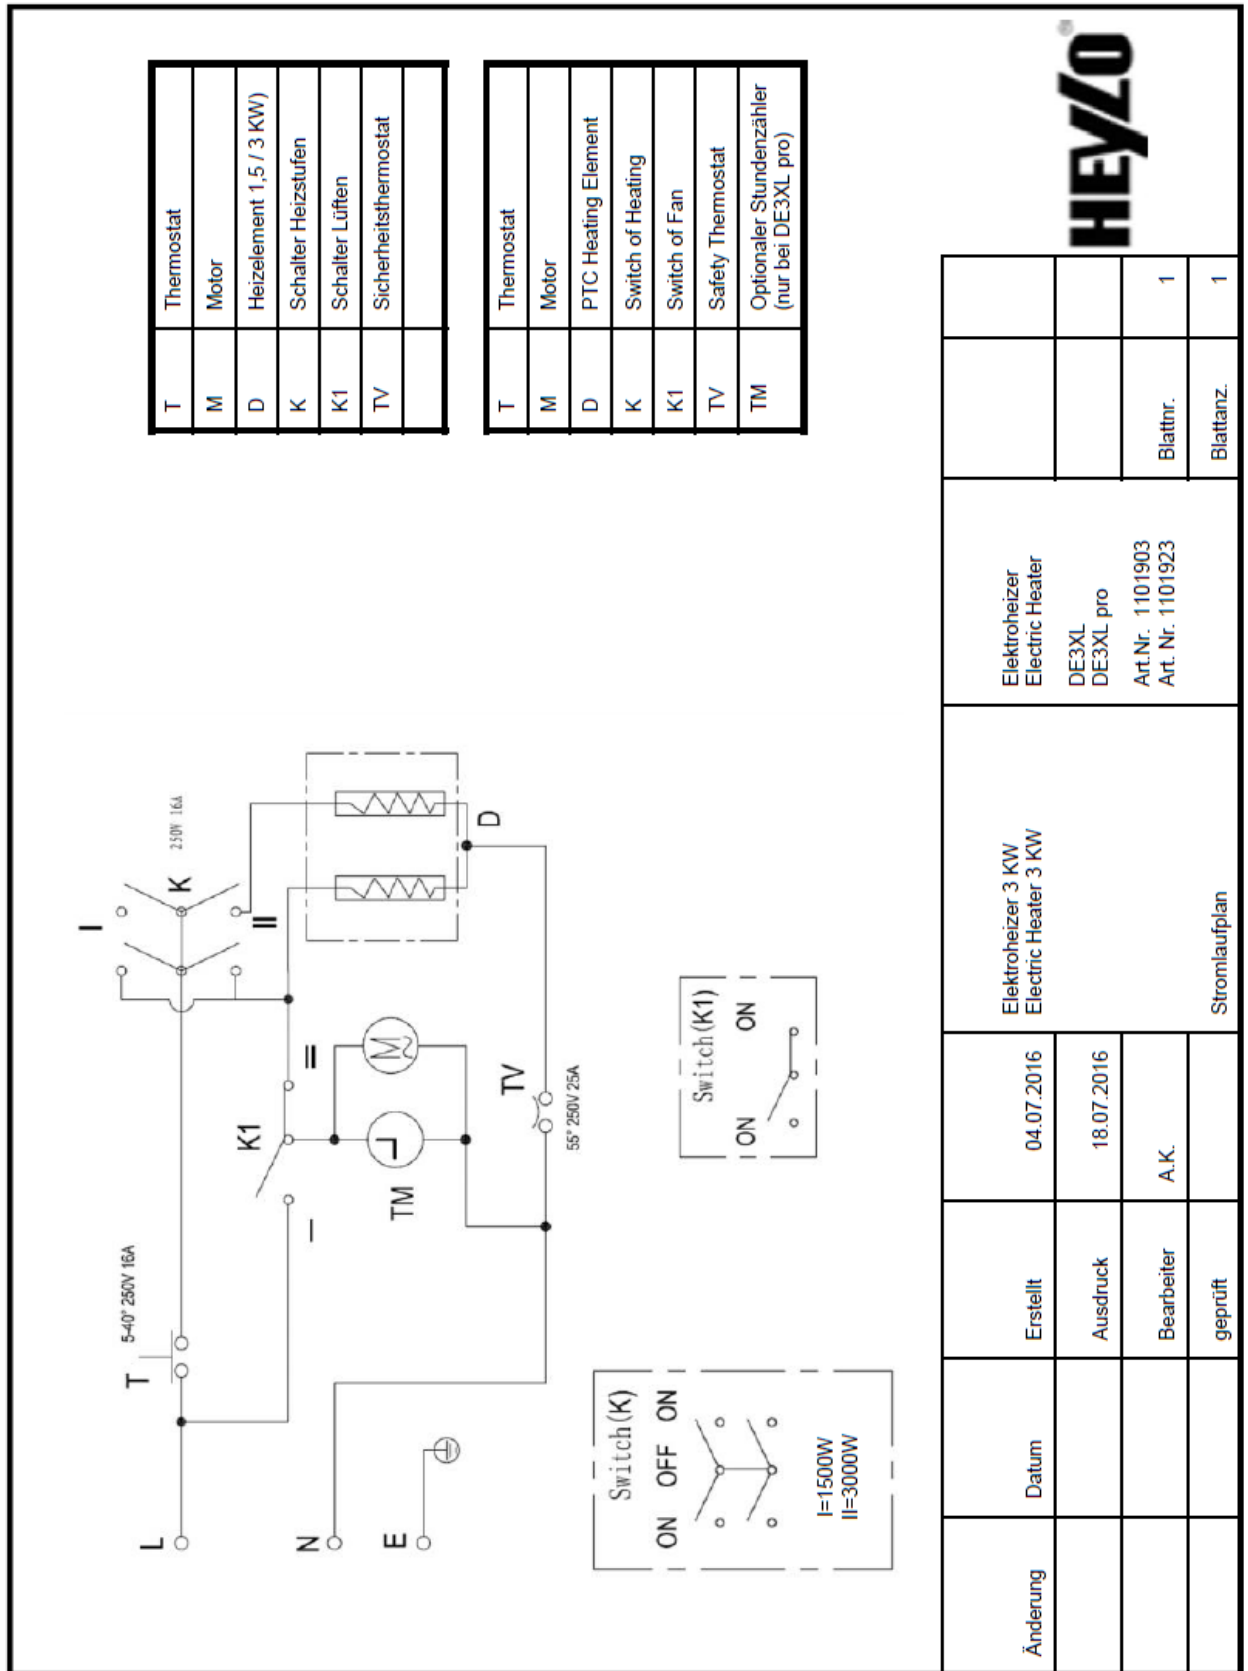 L
N
E
T
5-40° 250V 16A
K1
I
II
TM
M
I
II
K
250V 16A
D
TV
55° 250V 25A
Switch(K)
ON OFF ON
I=1500W
II=3000W
Switch(K1)
ON ON
T Thermostat
M Motor
D Heizelement 1,5 / 3 KW)
K Schalter Heizstufen
K1 Schalter Lüften
TV Sicherheitsthermostat
T Thermostat
M Motor
D PTC Heating Element
K Switch of Heating
K1 Switch of Fan
TV Safety Thermostat
TM Optionaler Stundenzähler
(nur bei DE3XL pro)
Änderung
Datum
Erstellt 04.07.2016
Ausdruck 18.07.2016
Bearbeiter A.K.
geprüft
Elektroheizer 3 KW
Electric Heater 3 KW
Stromlaufplan
Elektroheizer
Electric Heater
DE3XL
DE3XL pro
Art.Nr. 1101903
Art. Nr. 1101923
Blattnr. 1
Blattanz. 1
HEYLO®